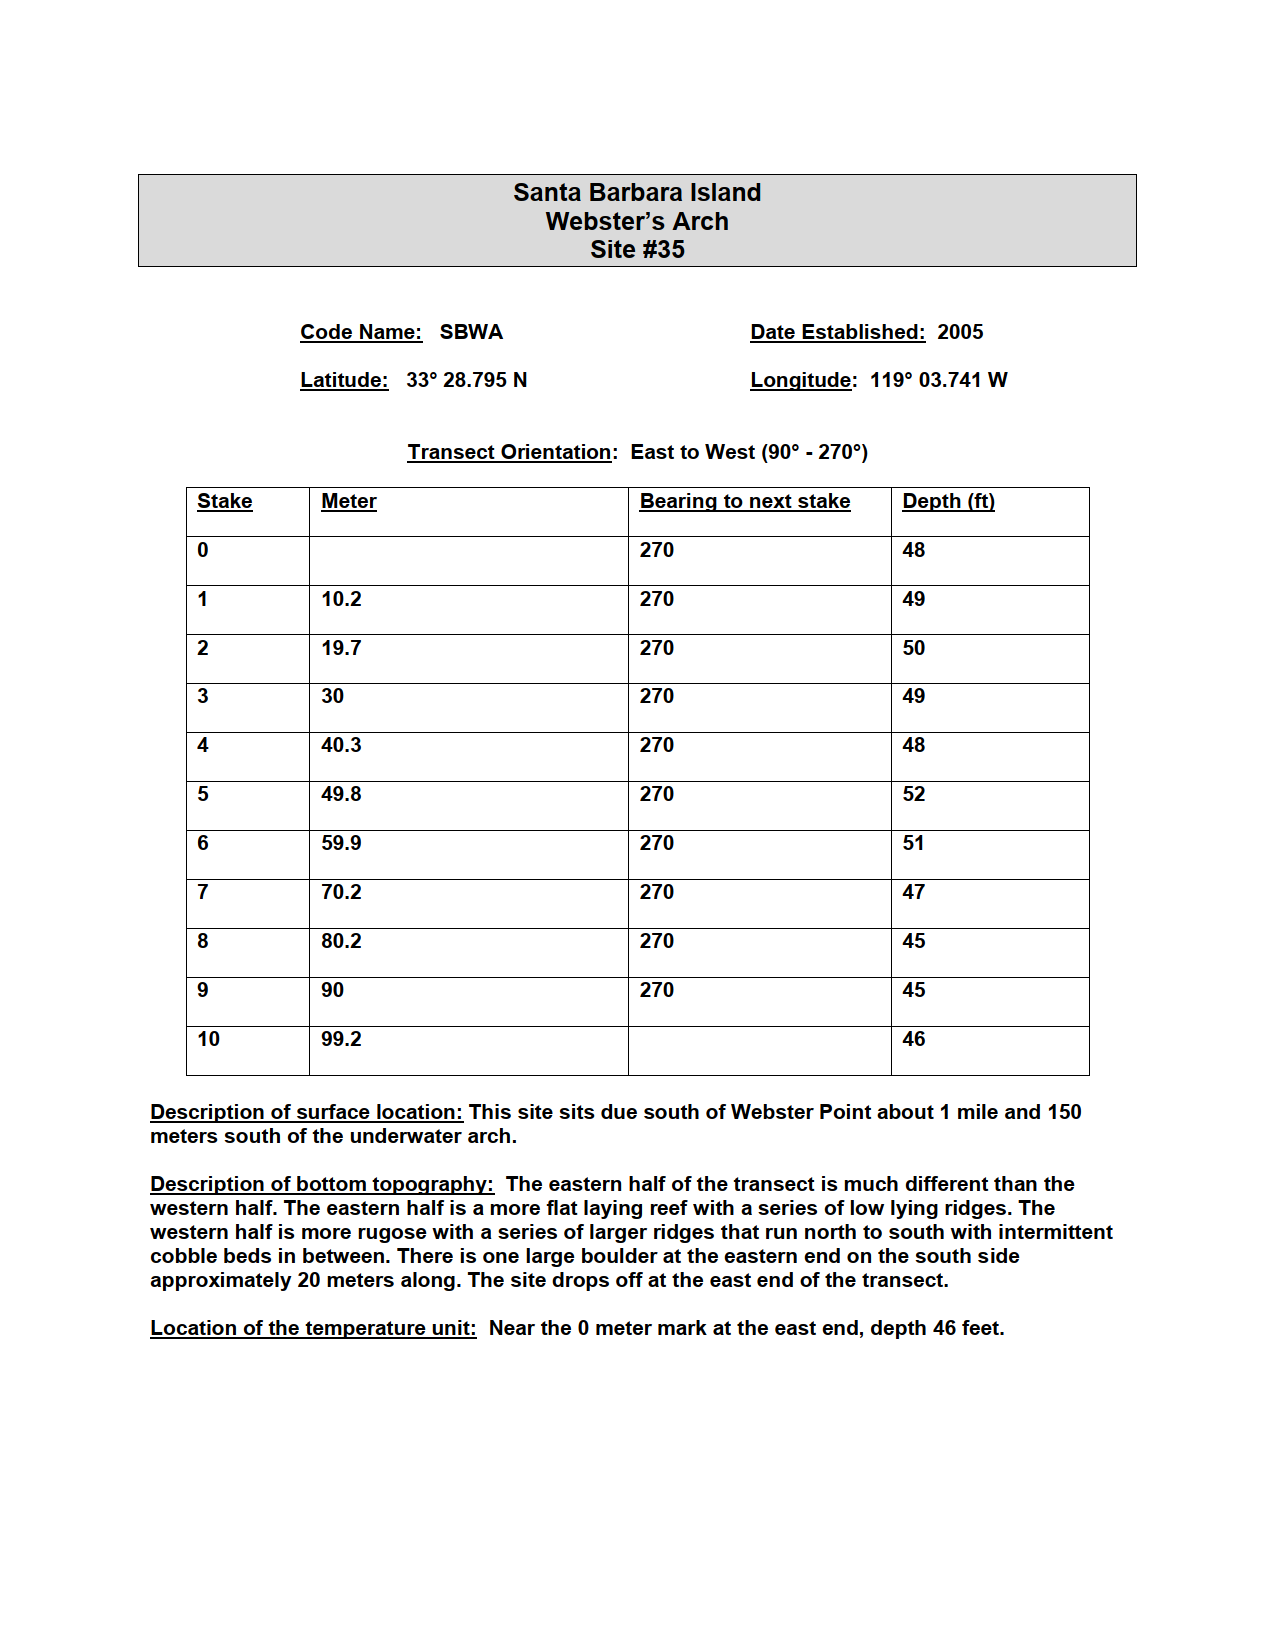 Santa Barbara Island
Webster's Arch
Site #35
Code Name: SBWA Date Established: 2005
Latitude: 33° 28.795 N Longitude: 119° 03.741 W
Transect Orientation: East to West (90° - 270°)
Stake Meter Bearing to next stake Depth (ft)
0 270 48
1 10.2 270 49
2 19.7 270 50
3 30 270 49
4 40.3 270 48
5 49.8 270 52
6 59.9 270 51
7 70.2 270 47
8 80.2 270 45
9 90 270 45
10 99.2 46
Description of surface location: This site sits due south of Webster Point about 1 mile and 150
meters south of the underwater arch.
Description of bottom topography: The eastern half of the transect is much different than the
western half. The eastern half is a more flat laying reef with a series of low lying ridges. The
western half is more rugose with a series of larger ridges that run north to south with intermittent
cobble beds in between. There is one large boulder at the eastern end on the south side
approximately 20 meters along. The site drops off at the east end of the transect.
Location of the temperature unit: Near the 0 meter mark at the east end, depth 46 feet.